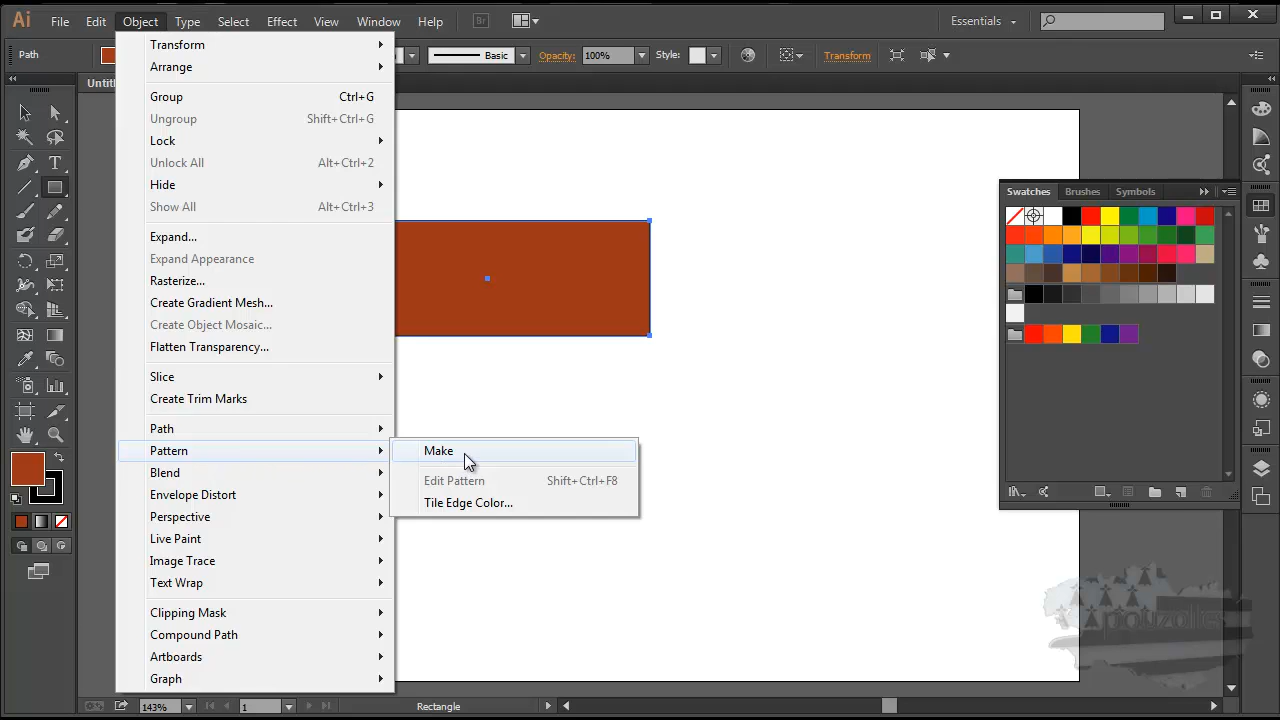 Ai File Edit Object Type Select Effect View Window Help Br Essentials
Path Basic Opacity: 100% Style: Transform
Transform
Arrange
Group Ctrl+G
Ungroup Shift+Ctrl+G
Lock
Unlock All Alt+Ctrl+2
Hide
Show All Alt+Ctrl+3
Expand...
Expand Appearance
Rasterize...
Create Gradient Mesh...
Create Object Mosaic...
Flatten Transparency...
Slice
Create Trim Marks
Path
Pattern
Blend
Envelope Distort
Perspective
Live Paint
Image Trace
Text Wrap
Clipping Mask
Compound Path
Artboards
Graph
Make
Edit Pattern Shift+Ctrl+F8
Tile Edge Color...
Swatches Brushes Symbols
143% 1 Rectangle